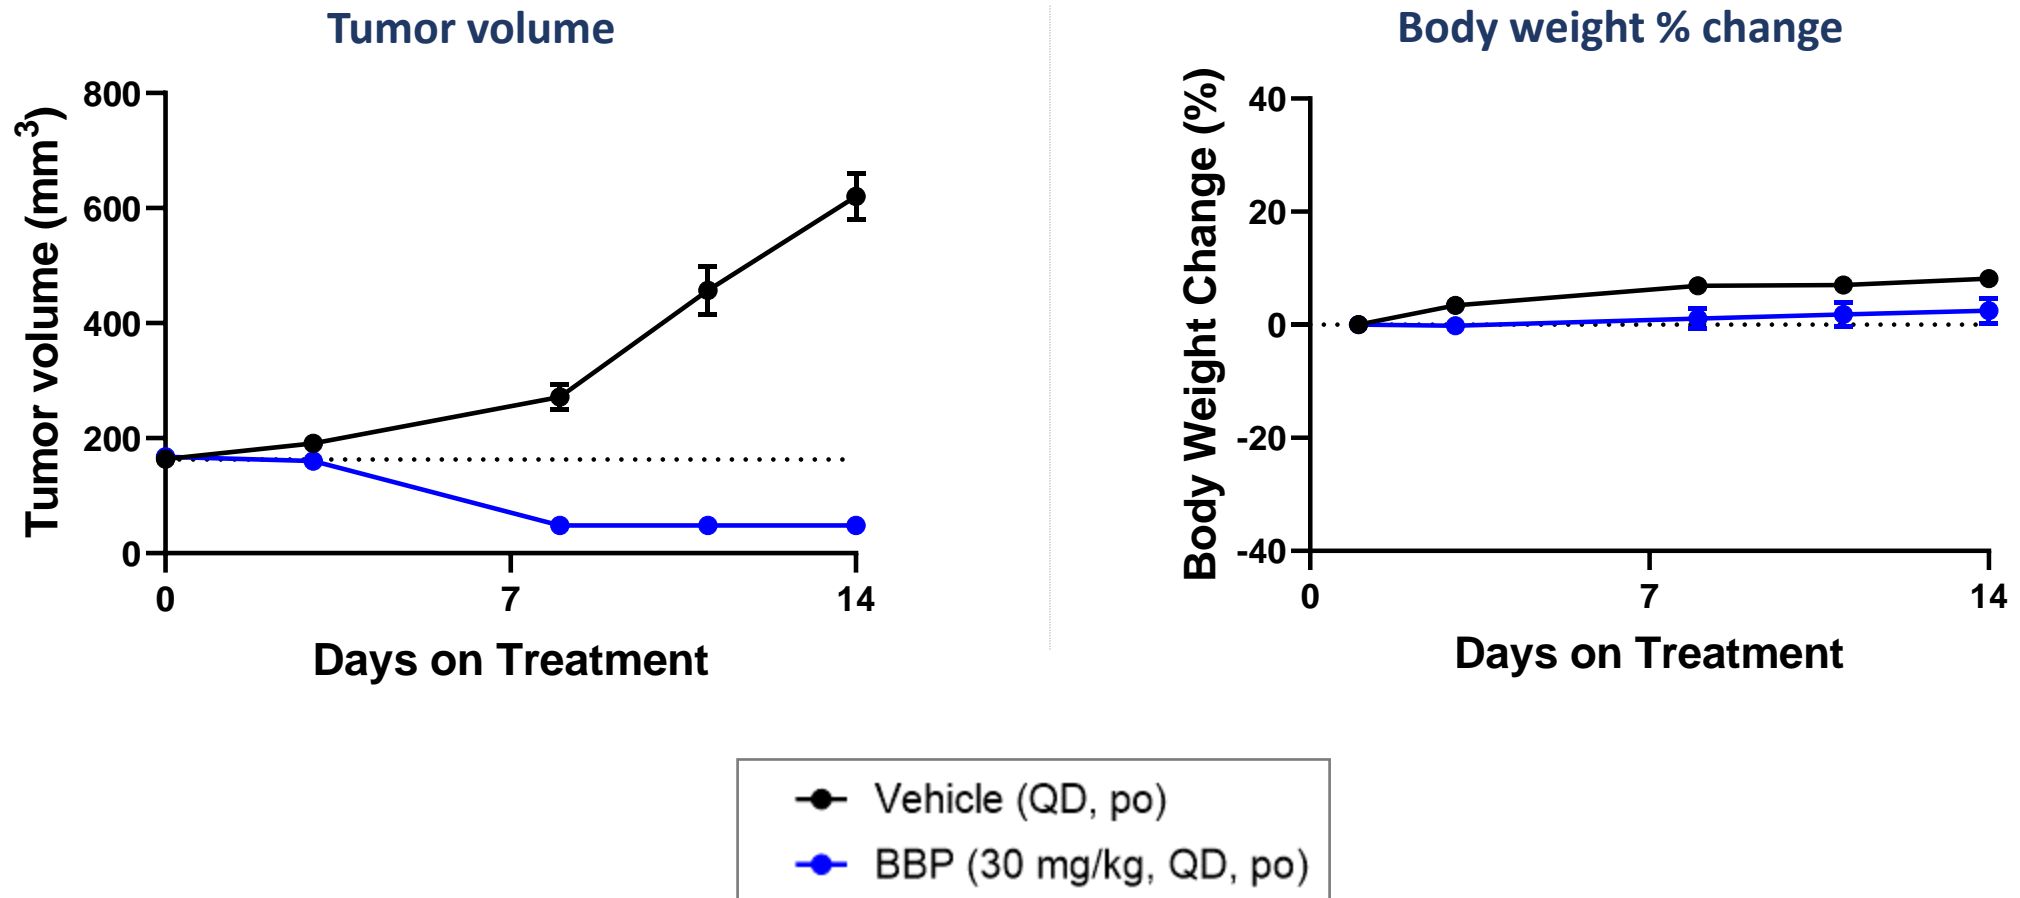 Tumor volume
Tumor volume (mm³)
800
600
400
200
0
0
7
14
Days on Treatment
Body weight % change
Body Weight Change (%)
40
20
0
-20
-40
0
7
14
Days on Treatment
Vehicle (QD, po)
BBP (30 mg/kg, QD, po)